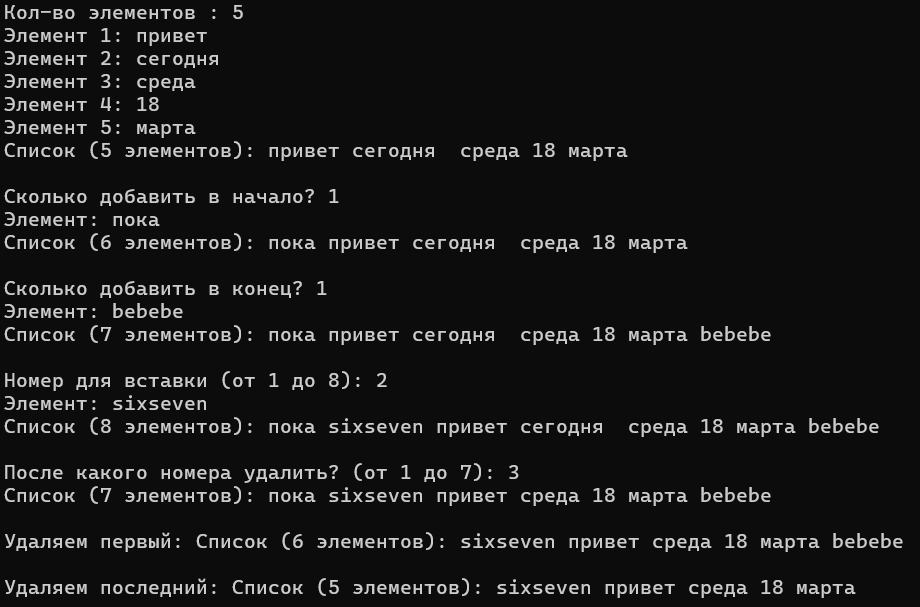 Кол-во элементов : 5
Элемент 1: привет
Элемент 2: сегодня
Элемент 3: среда
Элемент 4: 18
Элемент 5: марта
Список (5 элементов): привет сегодня  среда 18 марта
Сколько добавить в начало? 1
Элемент: пока
Список (6 элементов): пока привет сегодня  среда 18 марта
Сколько добавить в конец? 1
Элемент: bebebe
Список (7 элементов): пока привет сегодня  среда 18 марта bebebe
Номер для вставки (от 1 до 8): 2
Элемент: sixseven
Список (8 элементов): пока sixseven привет сегодня  среда 18 марта bebebe
После какого номера удалить? (от 1 до 7): 3
Список (7 элементов): пока sixseven привет среда 18 марта bebebe
Удаляем первый: Список (6 элементов): sixseven привет среда 18 марта bebebe
Удаляем последний: Список (5 элементов): sixseven привет среда 18 марта